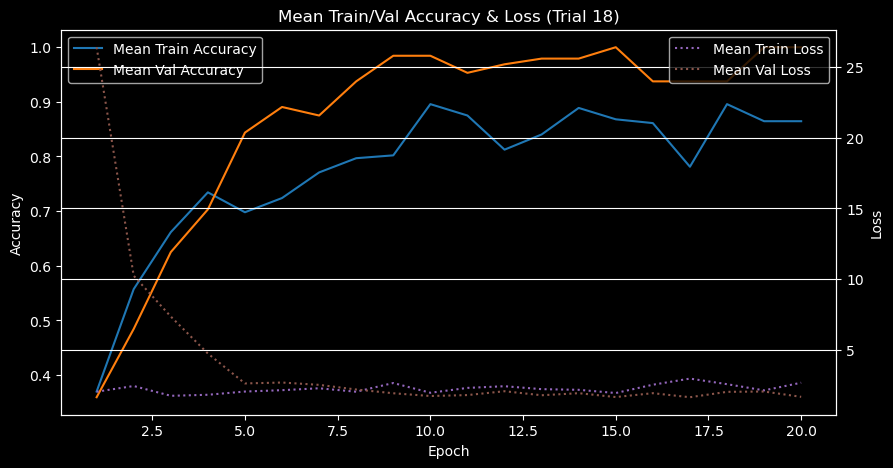 Mean Train/Val Accuracy & Loss (Trial 18)
Mean Train Accuracy
Mean Val Accuracy
Mean Train Loss
Mean Val Loss
1.0
0.9
0.8
0.7
0.6
0.5
0.4
Accuracy
25
20
15
10
5
Loss
2.5 5.0 7.5 10.0 12.5 15.0 17.5 20.0
Epoch